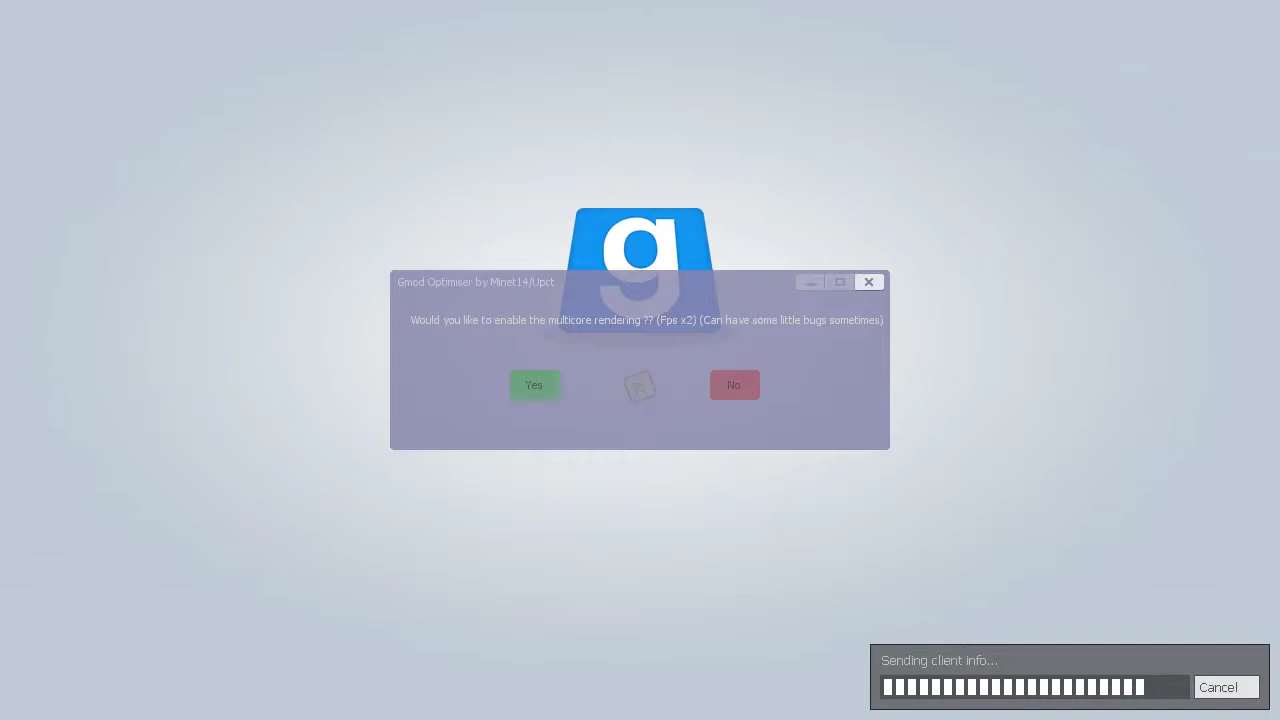 g
Gmod Optimiser by Minet14/Upct
Would you like to enable the multicore rendering ?? (Fps x2) (Can have some little bugs sometimes)
Yes
No
Sending client info...
Cancel